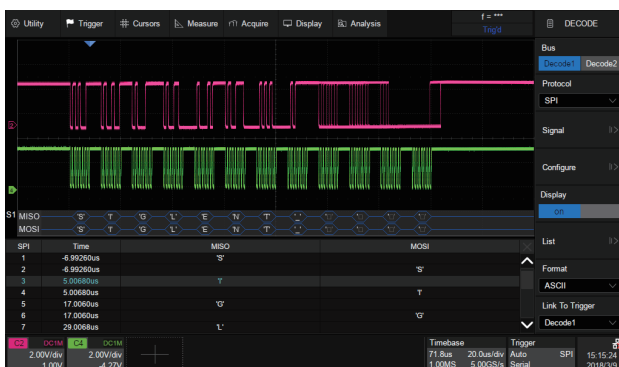 Utility Trigger Cursors Measure Acquire Display Analysis f = *** Trig'd DECODE
Bus
Decode1 Decode2
Protocol
SPI
Signal
Configure
Display
on
List
Format
ASCII
Link To Trigger
Decode1
2
4
S1 MISO 'S' 'G' 'L' 'E' 'N' 'T'
MOSI 'S' 'G' 'L' 'E' 'N' 'T'
SPI Time MISO MOSI
1 -6.99260us 'S'
2 -6.99260us 'S'
3 5.00680us
4 5.00680us
5 17.0060us 'G'
6 17.0060us 'G'
7 29.0068us 'L'
C2 DC1M C4 DC1M
2.00V/div 2.00V/div
1.00V -4.27V
Timebase Trigger
71.8us 20.0us/div Auto SPI
1.00MS 5.00GS/s Serial
15:15:24
2018/3/9